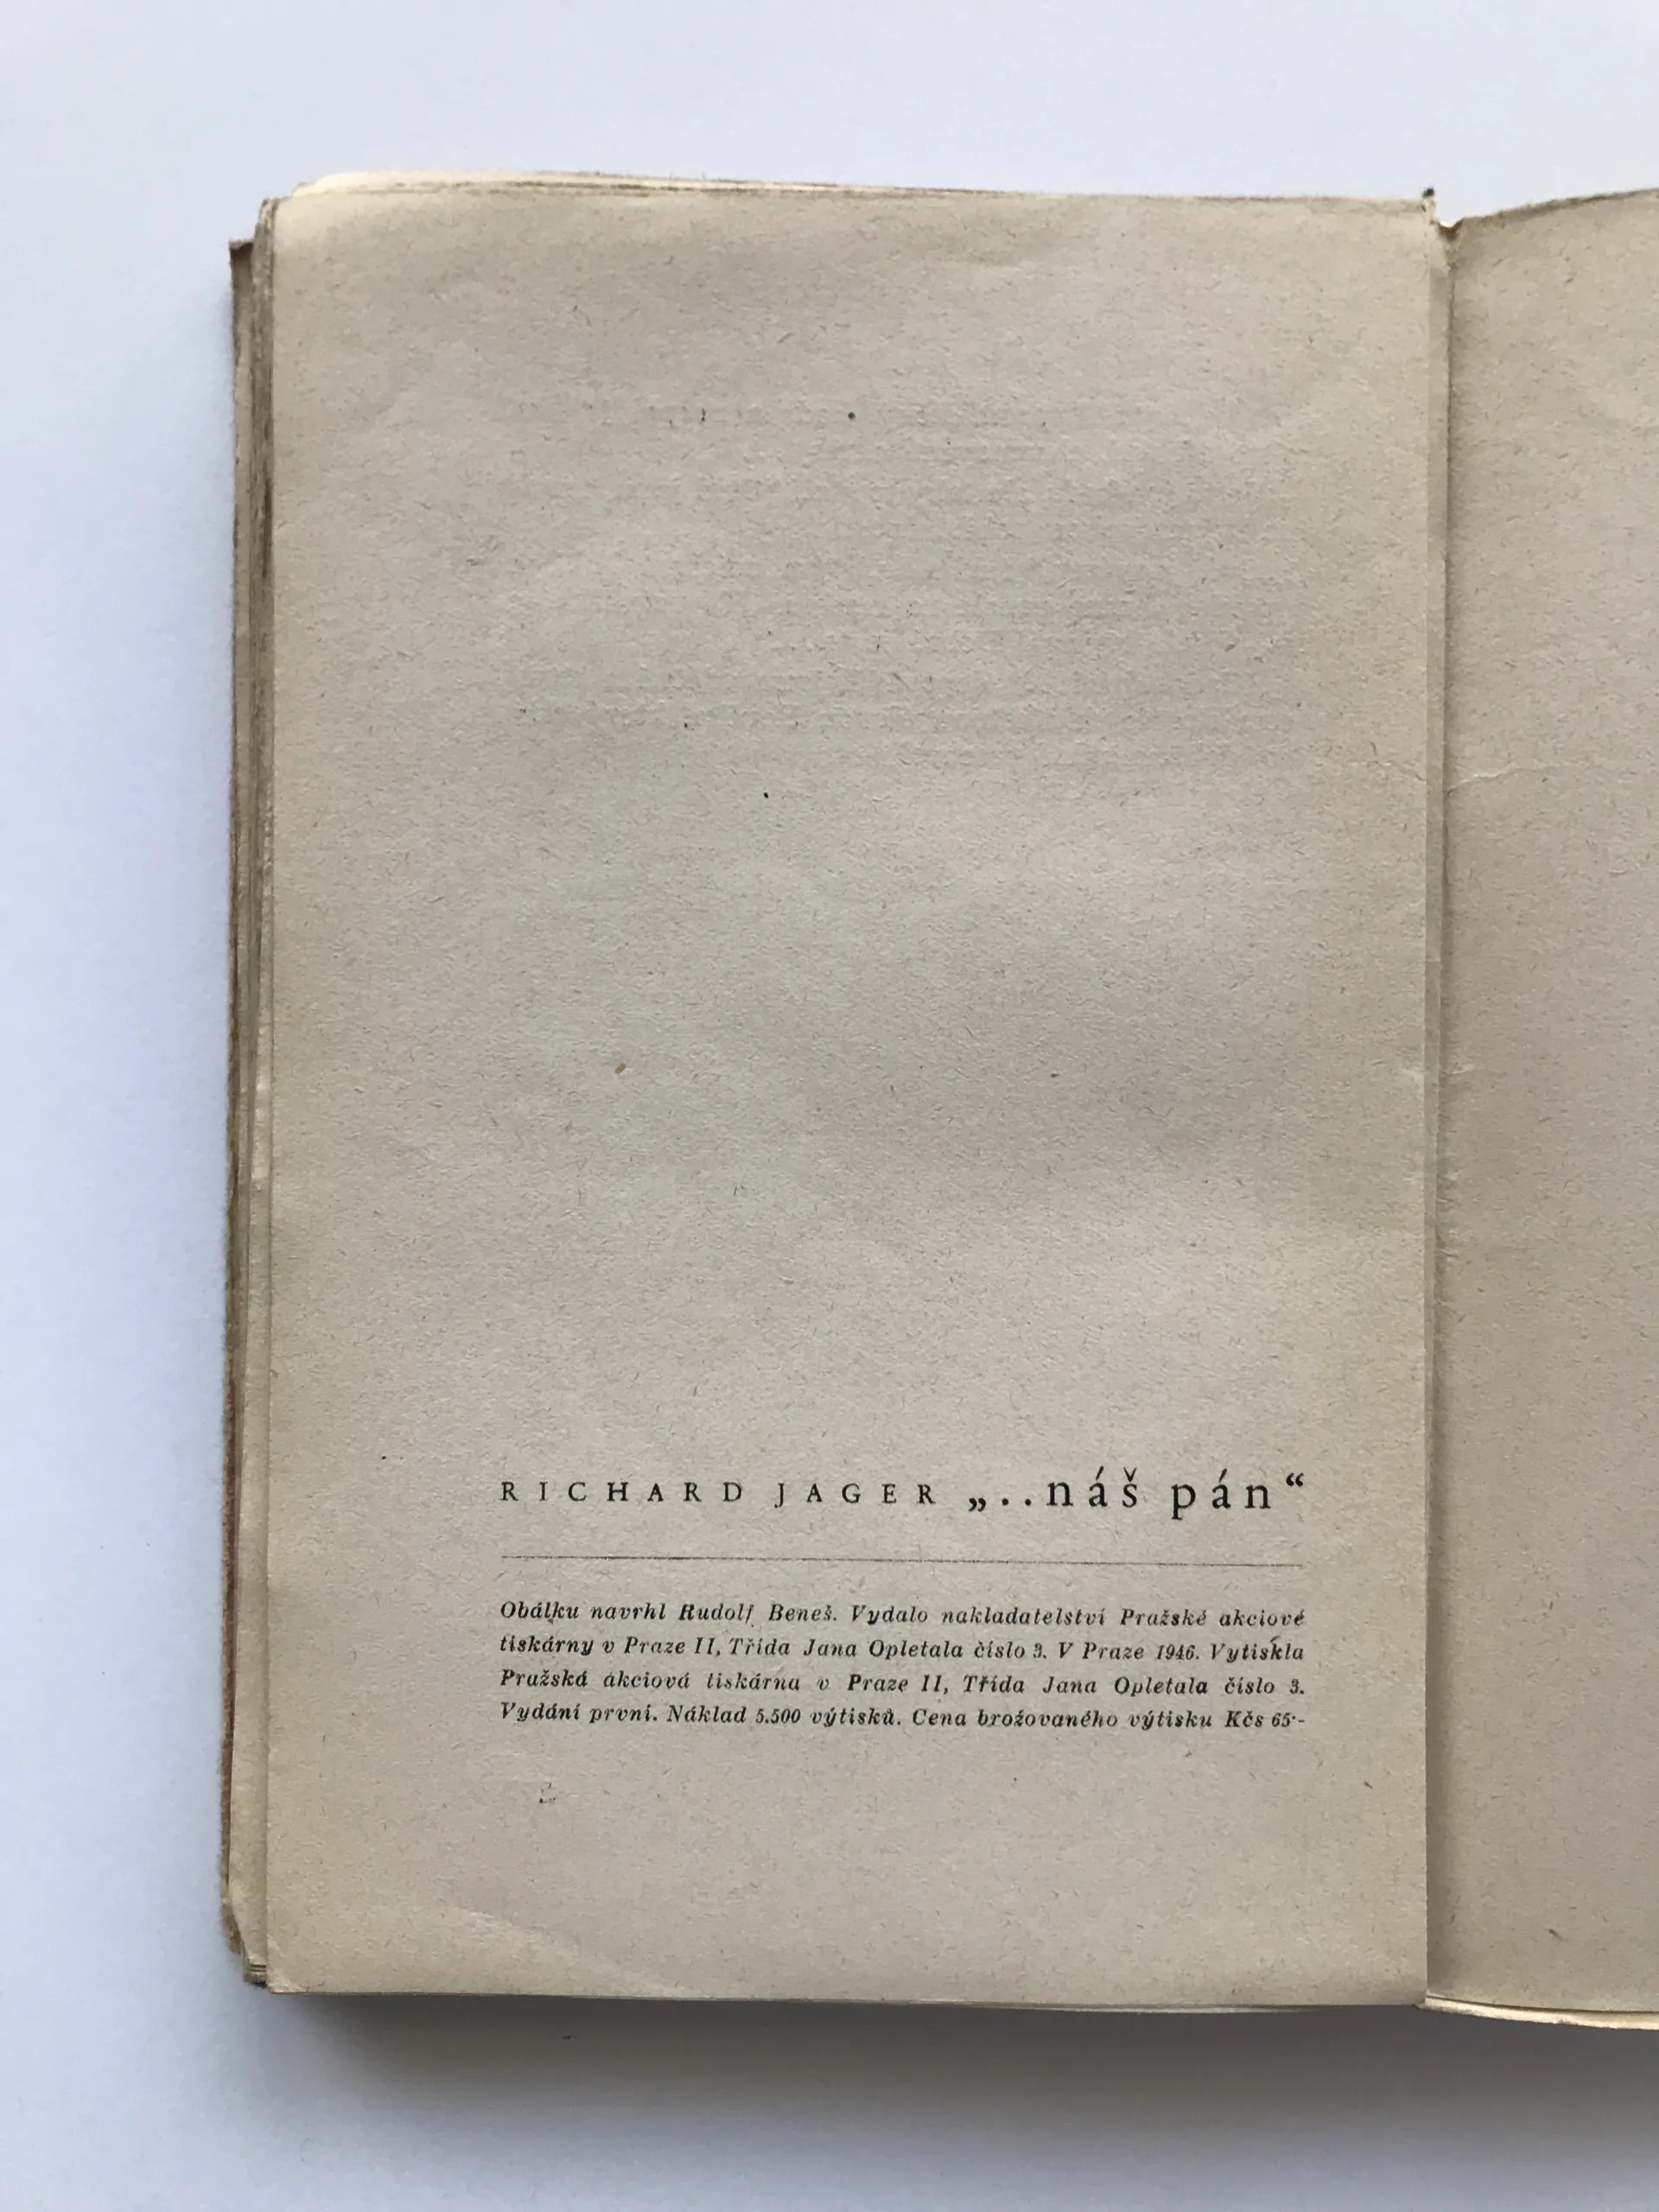 RICHARD JAGER „..náš pán“
Obálku navrhl Rudolf Beneš. Vydalo nakladatelství Pražské akciové
tiskárny v Praze II, Třída Jana Opletala číslo 3. V Praze 1946. Vytiskla
Pražská akciová tiskárna v Praze II, Třída Jana Opletala číslo 3.
Vydání první. Náklad 5.500 výtisků. Cena brožovaného výtisku Kčs 65·-